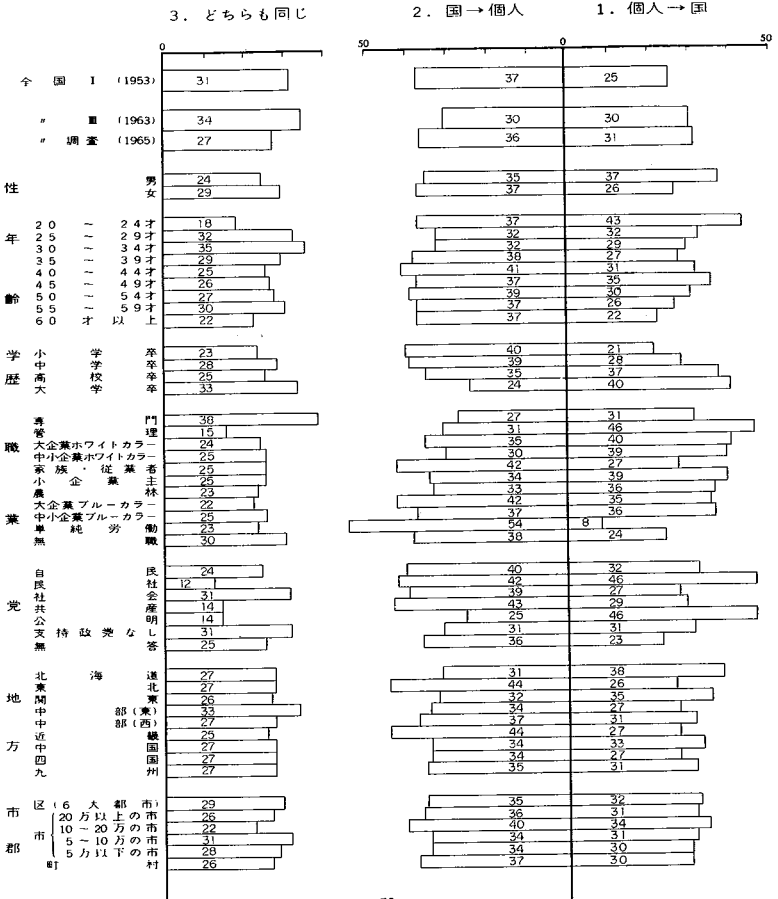 3. どちらも同じ 2. 国→個人 1. 個人→国
0 50 0 50
全国 I (1953) 31 37 25
〃 III (1963) 34 30 30
〃 調査 (1965) 27 36 31
性
男 24 35 37
女 29 37 26
年齢
20 ~ 24才 18 37 43
25 ~ 29才 32 32 32
30 ~ 34才 35 32 29
35 ~ 39才 29 38 27
40 ~ 44才 25 41 31
45 ~ 49才 26 37 35
50 ~ 54才 27 39 30
55 ~ 59才 30 37 26
60才以上 22 37 22
学歴
小学卒 23 40 21
中学卒 28 39 28
高校卒 25 35 37
大学卒 33 24 40
職業
専門 38 27 31
管理 15 31 46
大企業ホワイトカラー 24 35 40
中小企業ホワイトカラー 25 30 39
家族・従業者 25 42 27
小企業主 25 34 39
農林 23 33 36
大企業ブルーカラー 22 42 35
中小企業ブルーカラー 25 37 36
単純労働 23 54 8
無職 30 38 24
党
自民 24 40 32
民社 12 42 46
社会 31 39 27
共産 14 43 29
公明 14 25 46
支持政党なし 31 31 31
無答 25 36 23
地方
北海道 27 31 38
東北 27 44 26
関東 26 32 35
中部(東) 33 34 27
中部(西) 27 37 31
近畿 25 44 27
中国 27 34 33
四国 27 34 27
九州 27 35 31
市郡
区(6大都市) 29 35 32
市
20万以上の市 26 36 31
10~20万の市 22 40 34
5~10万の市 31 34 31
5万以下の市 28 34 30
町村 26 37 30